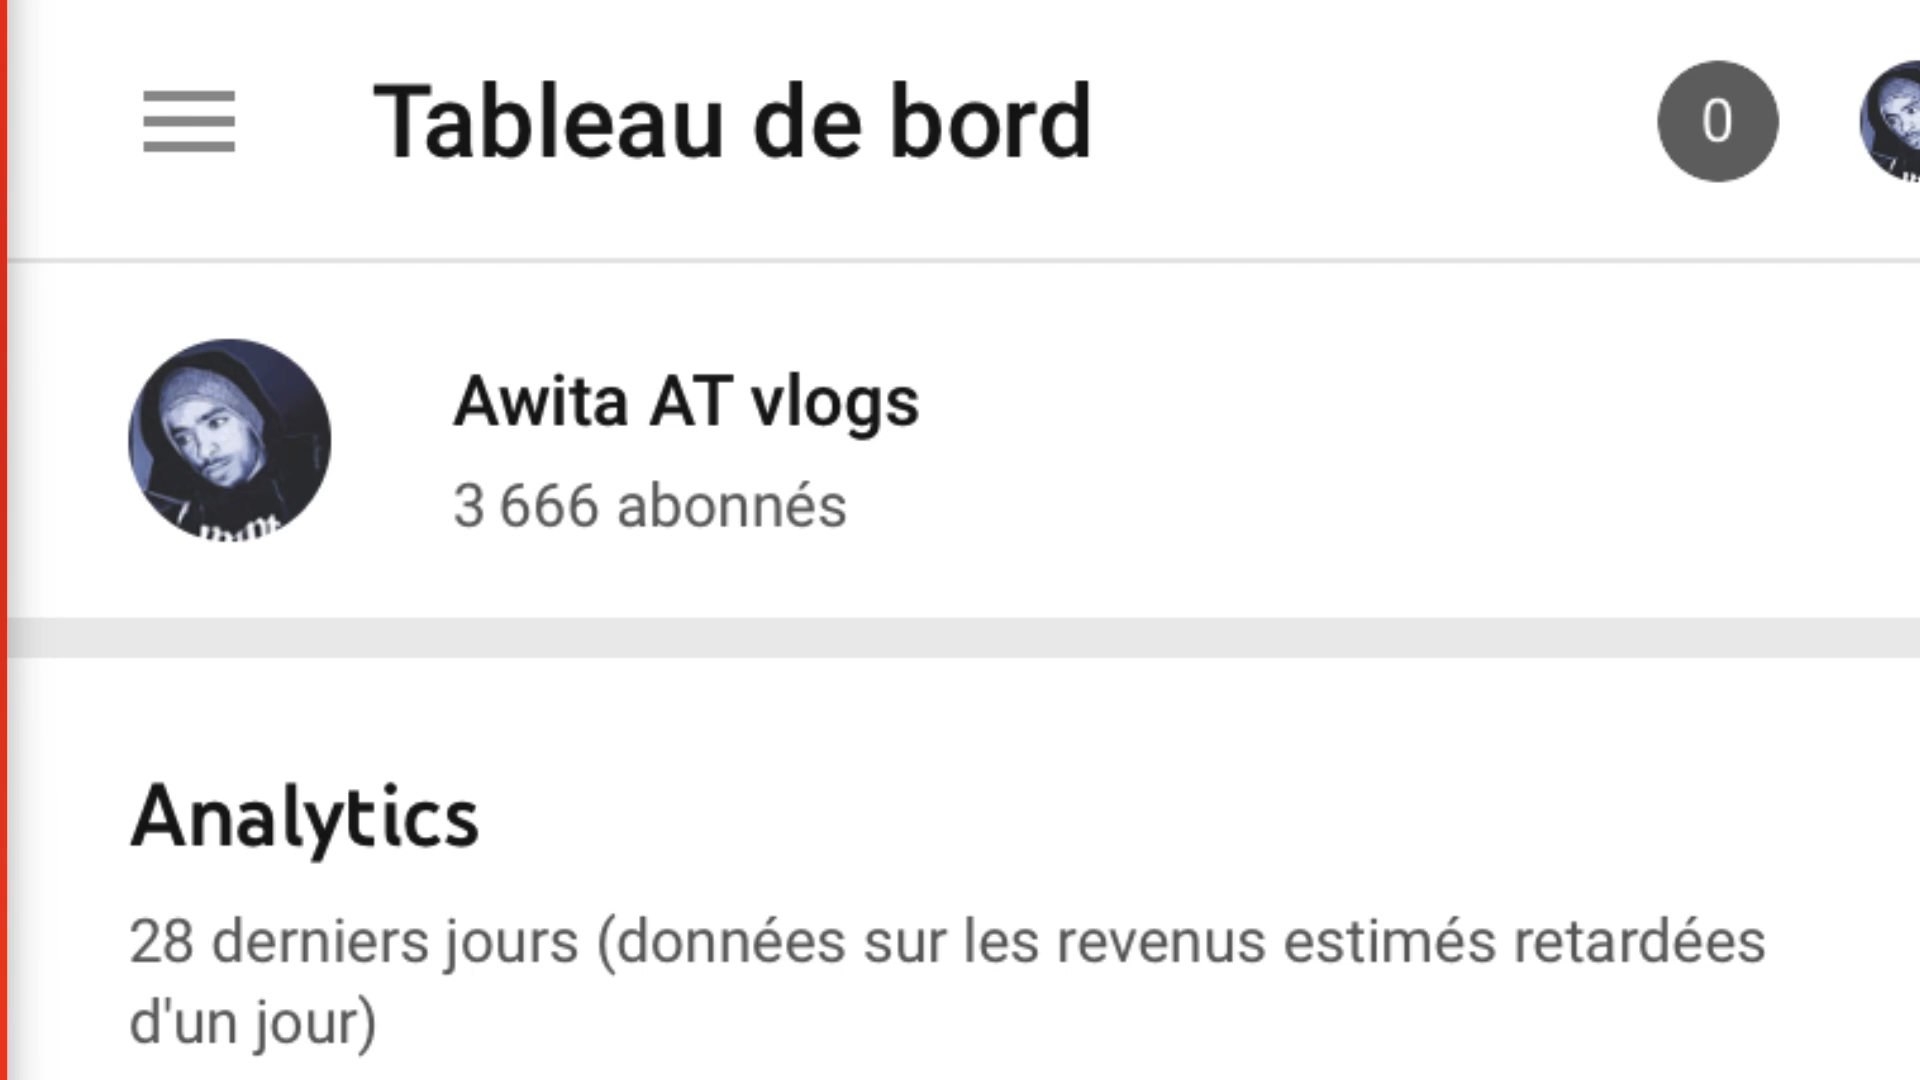 Tableau de bord
0
Awita AT vlogs
3 666 abonnés
Analytics
28 derniers jours (données sur les revenus estimés retardées
d'un jour)